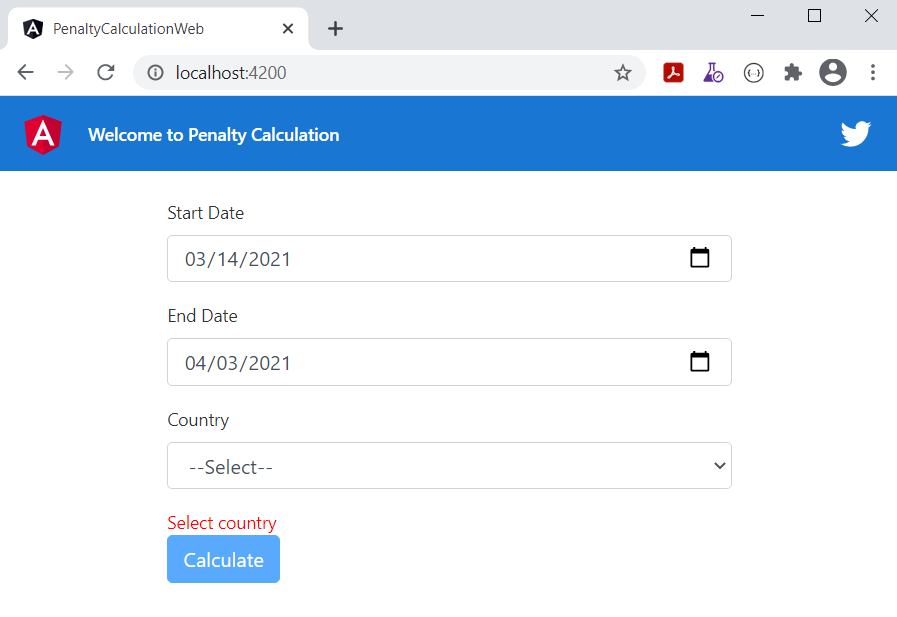 PenaltyCalculationWeb
localhost:4200
Welcome to Penalty Calculation
Start Date
03/14/2021
End Date
04/03/2021
Country
--Select--
Select country
Calculate